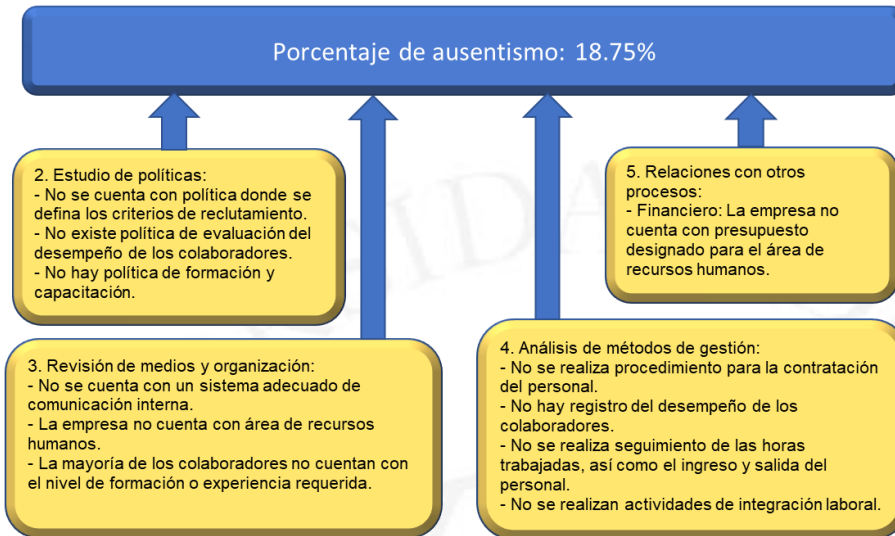 Porcentaje de ausentismo: 18.75%
2. Estudio de políticas:
- No se cuenta con política donde se
defina los criterios de reclutamiento.
- No existe política de evaluación del
desempeño de los colaboradores.
- No hay política de formación y
capacitación.
5. Relaciones con otros
procesos:
- Financiero: La empresa no
cuenta con presupuesto
designado para el área de
recursos humanos.
3. Revisión de medios y organización:
- No se cuenta con un sistema adecuado de
comunicación interna.
- La empresa no cuenta con área de recursos
humanos.
- La mayoría de los colaboradores no cuentan con
el nivel de formación o experiencia requerida.
4. Análisis de métodos de gestión:
- No se realiza procedimiento para la contratación
del personal.
- No hay registro del desempeño de los
colaboradores.
- No se realiza seguimiento de las horas
trabajadas, así como el ingreso y salida del
personal.
- No se realizan actividades de integración laboral.